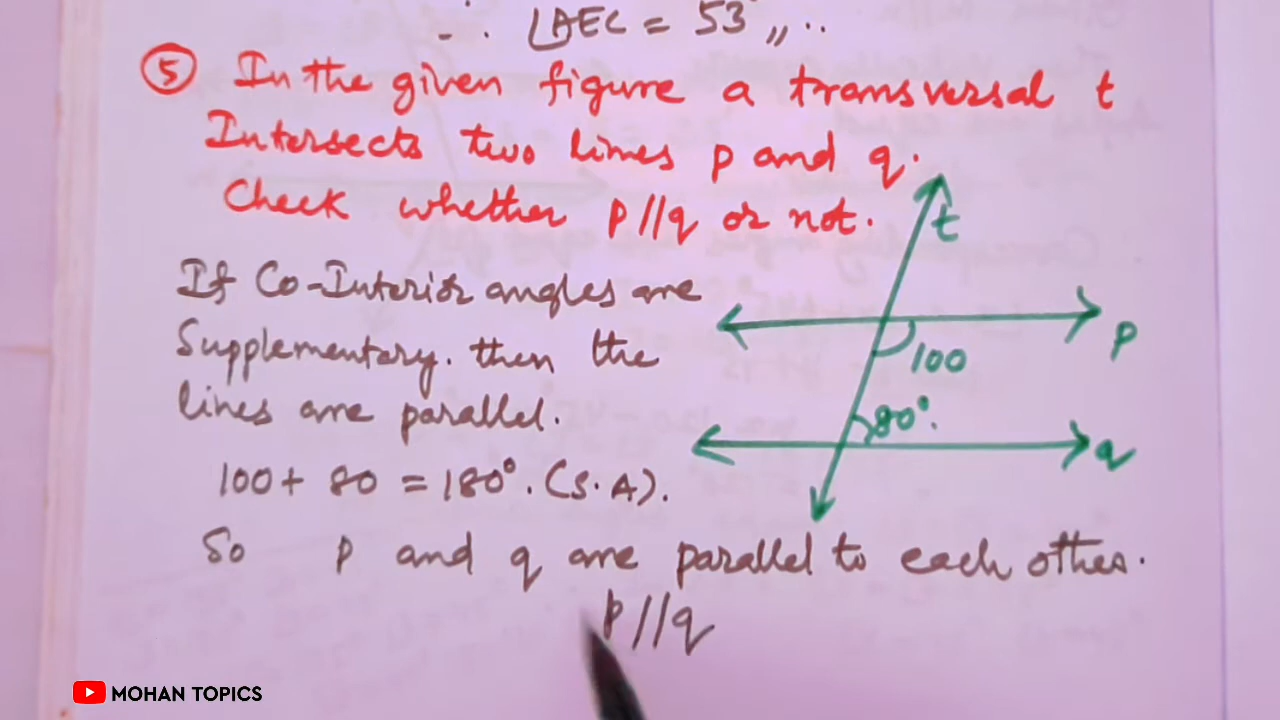 ∴ ∠AEC = 53° ,, ..
⑤ In the given figure a transversal t
Intersects two lines p and q.
Check whether p//q or not.
t
If Co-Interior angles are
Supplementary. then the
lines are parallel.
p
100
80°.
q
100 + 80 = 180°. (S.A).
So p and q are parallel to each other.
p//q
MOHAN TOPICS